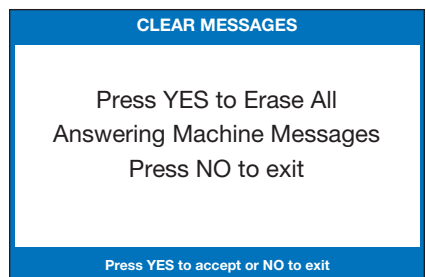 CLEAR MESSAGES
Press YES to Erase All
Answering Machine Messages
Press NO to exit
Press YES to accept or NO to exit